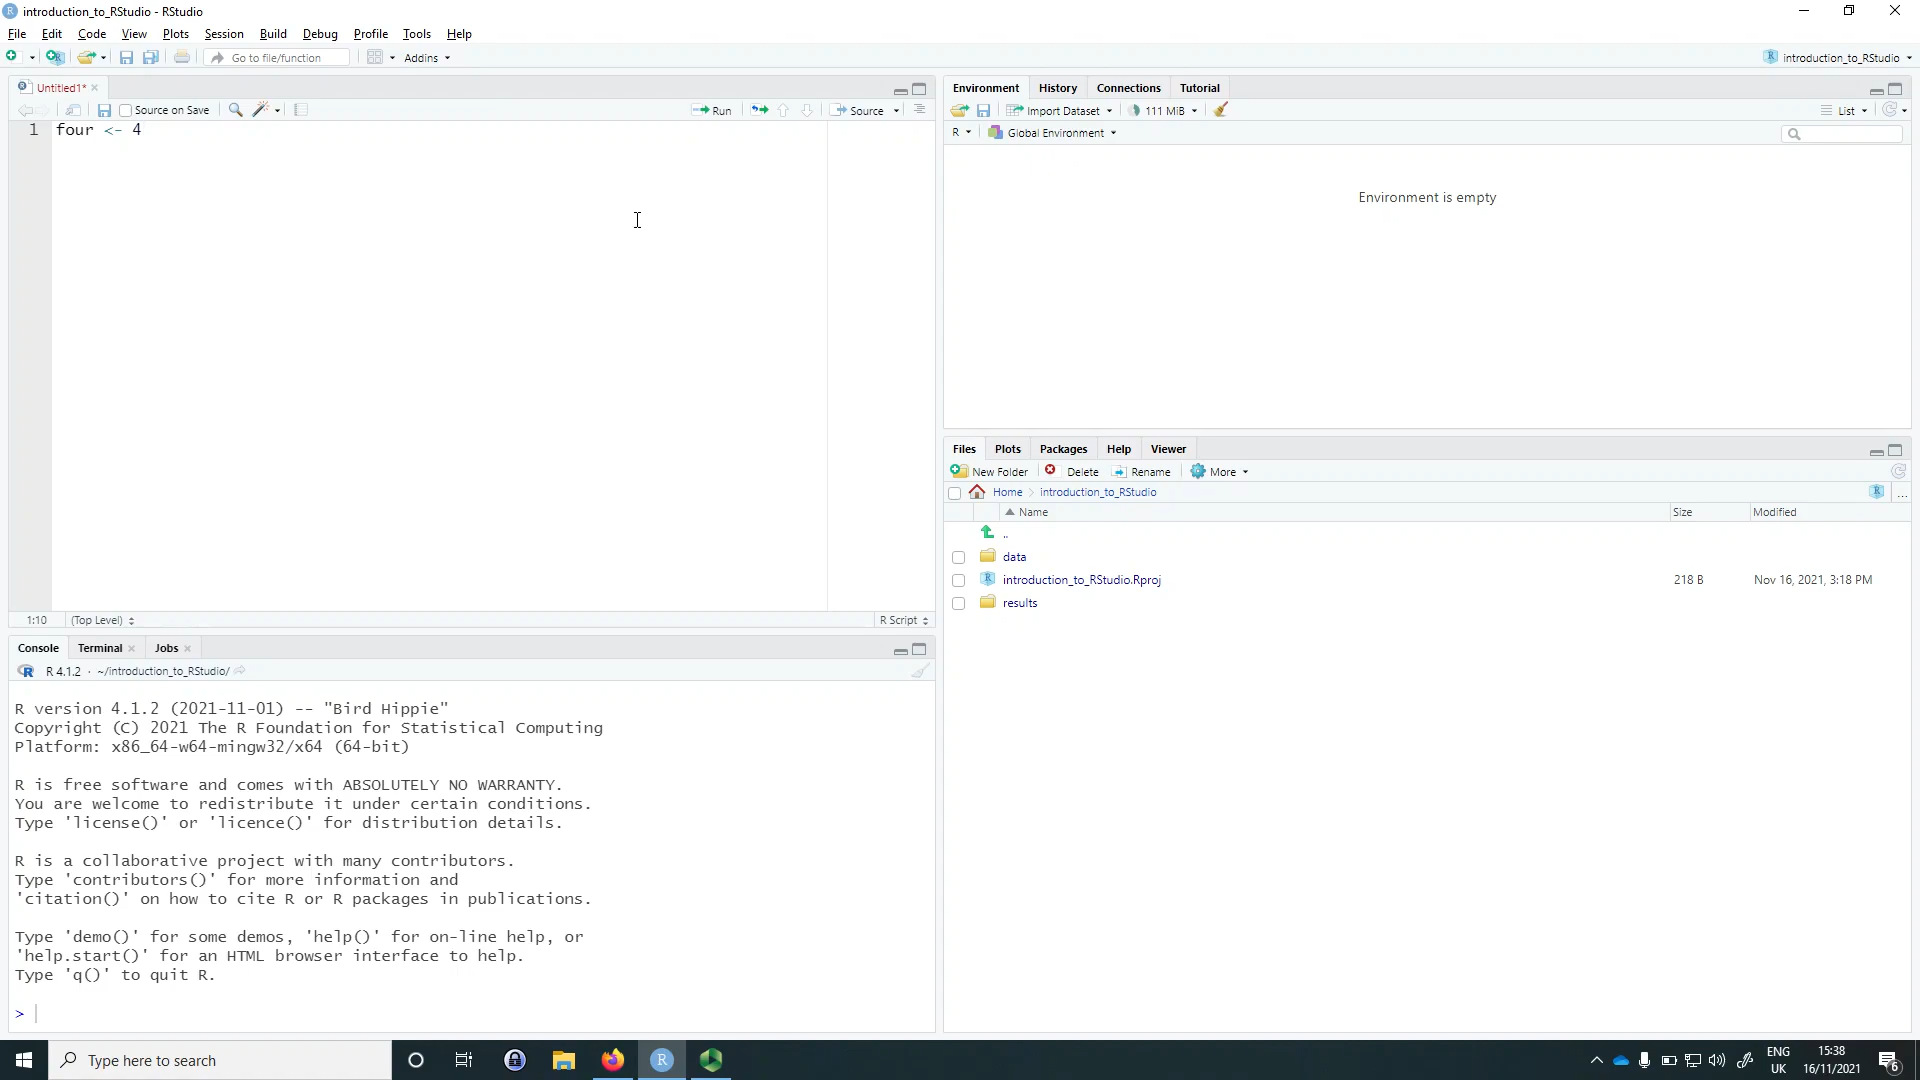 introduction_to_RStudio - RStudio
File Edit Code View Plots Session Build Debug Profile Tools Help
Go to file/function Addins introduction_to_RStudio
Untitled1*
Source on Save Run Source
1 four <- 4
1:10 (Top Level) R Script
Console Terminal Jobs
R 4.1.2 · ~/introduction_to_RStudio/
R version 4.1.2 (2021-11-01) -- "Bird Hippie"
Copyright (C) 2021 The R Foundation for Statistical Computing
Platform: x86_64-w64-mingw32/x64 (64-bit)
R is free software and comes with ABSOLUTELY NO WARRANTY.
You are welcome to redistribute it under certain conditions.
Type 'license()' or 'licence()' for distribution details.
R is a collaborative project with many contributors.
Type 'contributors()' for more information and
'citation()' on how to cite R or R packages in publications.
Type 'demo()' for some demos, 'help()' for on-line help, or
'help.start()' for an HTML browser interface to help.
Type 'q()' to quit R.
>
Environment History Connections Tutorial
Import Dataset 111 MiB List
R Global Environment
Environment is empty
Files Plots Packages Help Viewer
New Folder Delete Rename More
Home introduction_to_RStudio ...
Name Size Modified
..
data
introduction_to_RStudio.Rproj 218 B Nov 16, 2021, 3:18 PM
results
Type here to search
ENG
UK
15:38
16/11/2021
6